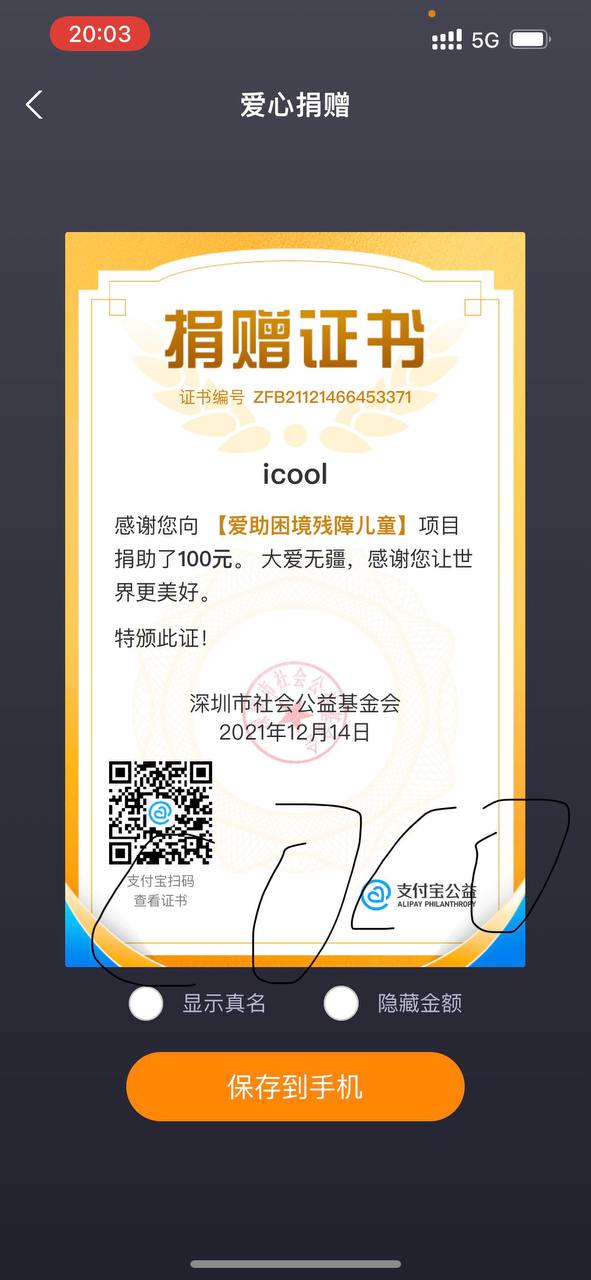 20:03
5G
爱心捐赠
捐赠证书
证书编号 ZFB21121466453371
icool
感谢您向 【爱助困境残障儿童】项目
捐助了100元。 大爱无疆，感谢您让世
界更美好。
特颁此证！
深圳市社会公益基金会
2021年12月14日
支付宝扫码
查看证书
支付宝公益
ALIPAY PHILANTHROPY
显示真名
隐藏金额
保存到手机